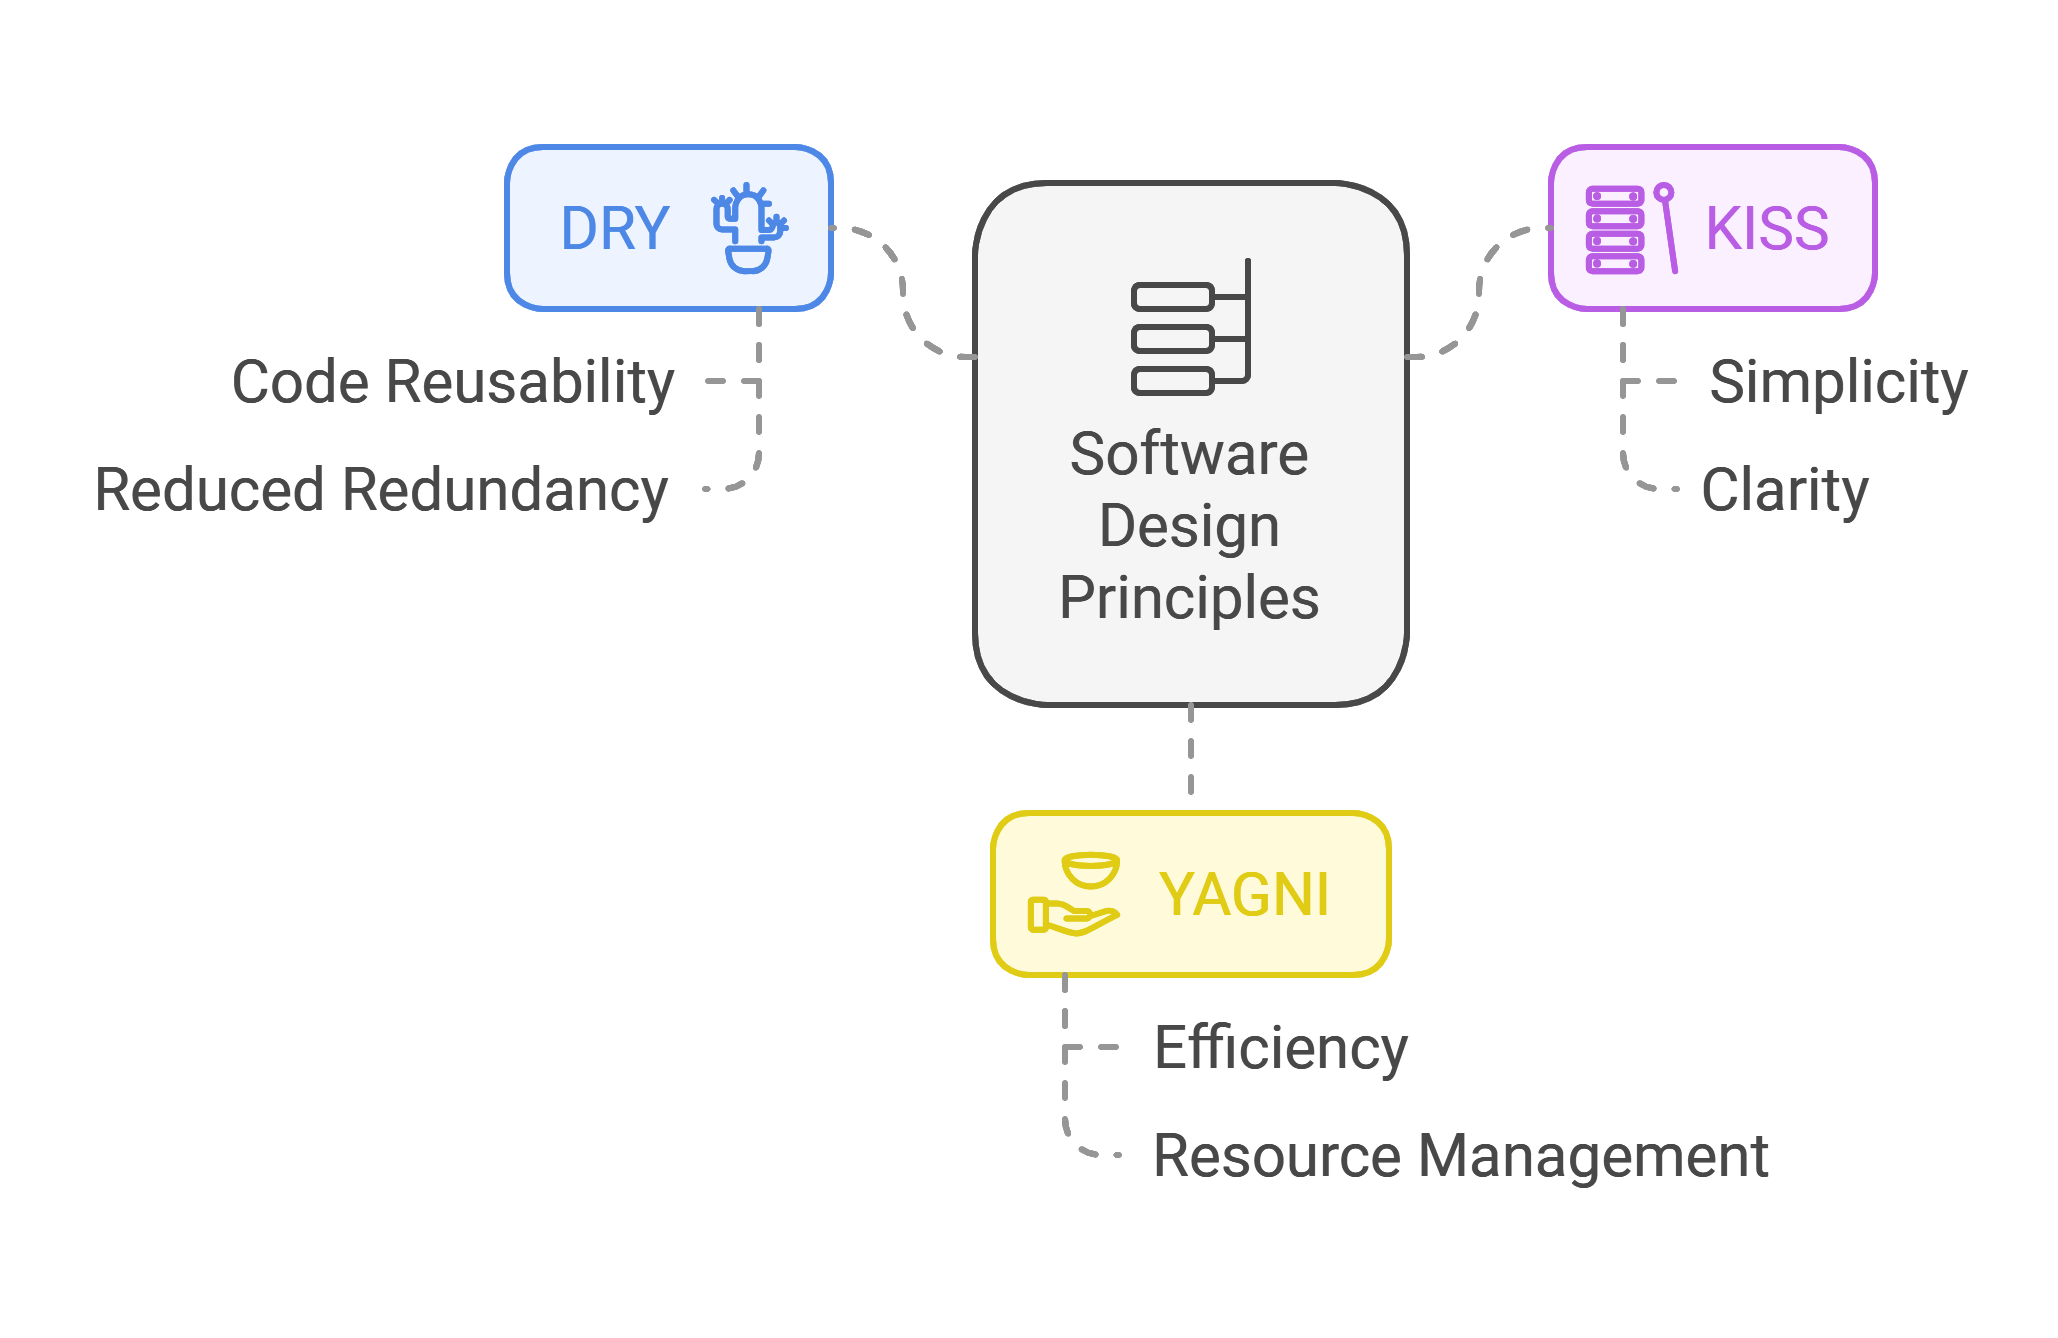 DRY
Code Reusability
Reduced Redundancy
Software
Design
Principles
KISS
Simplicity
Clarity
YAGNI
Efficiency
Resource Management